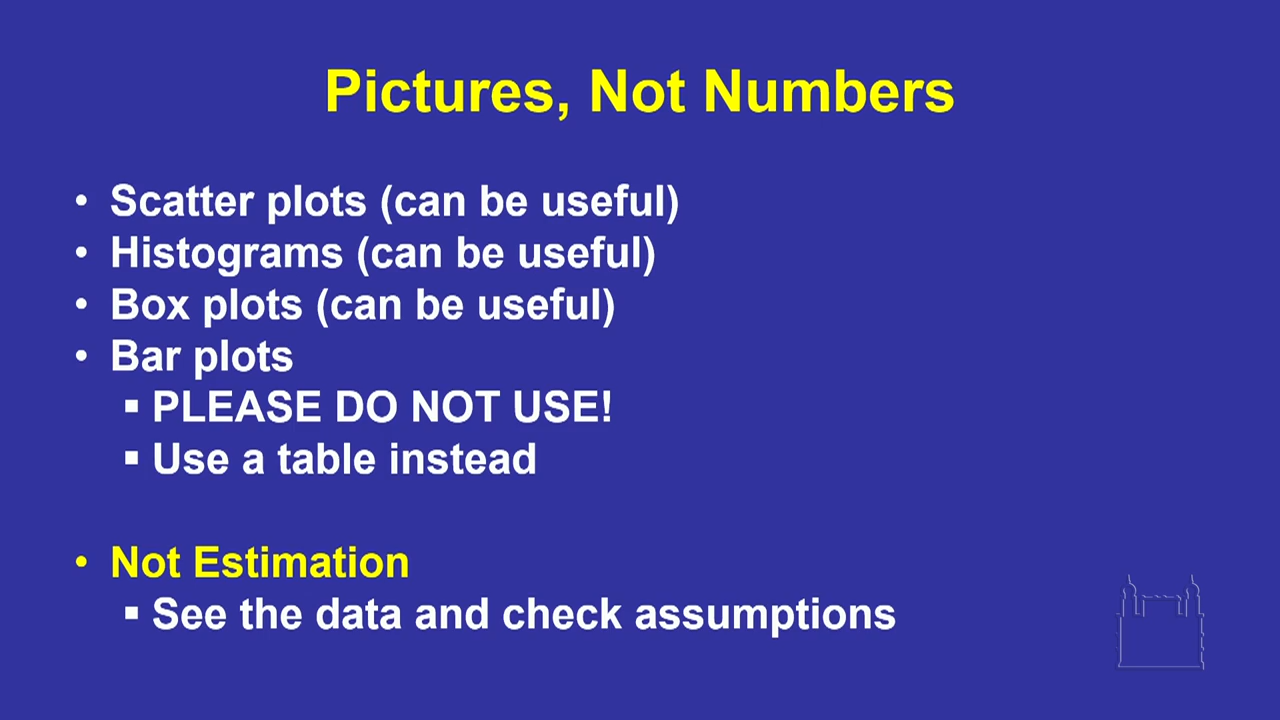 Pictures, Not Numbers
• Scatter plots (can be useful)
• Histograms (can be useful)
• Box plots (can be useful)
• Bar plots
▪ PLEASE DO NOT USE!
▪ Use a table instead
• Not Estimation
▪ See the data and check assumptions